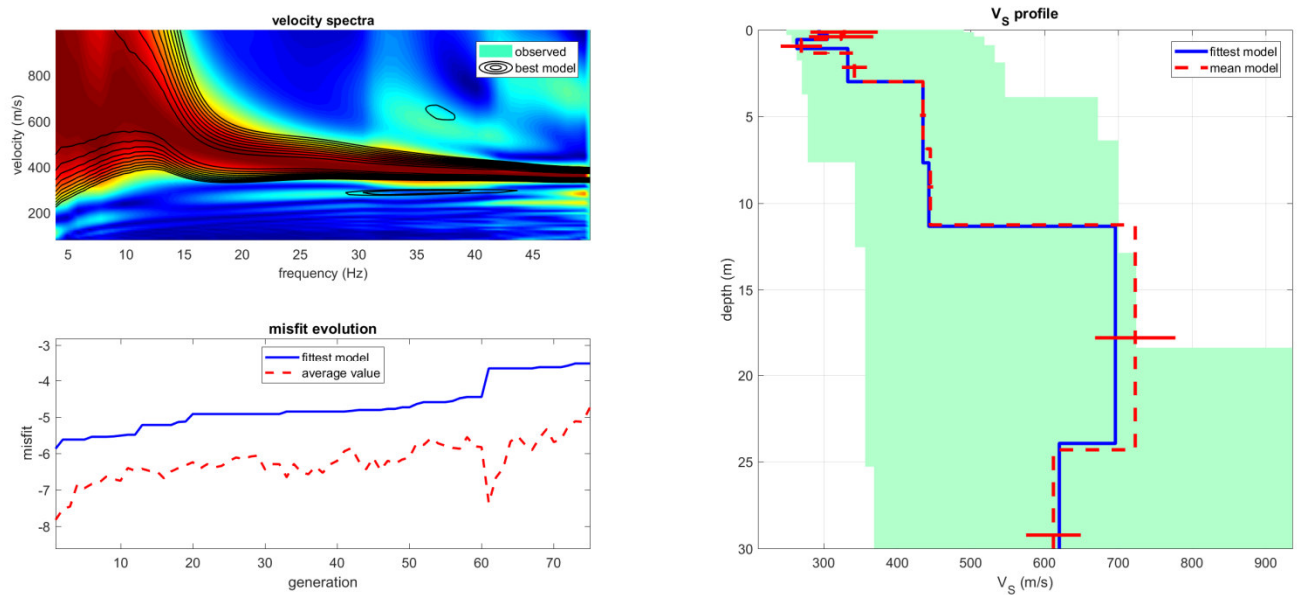 velocity spectra
800
600
400
200
velocity (m/s)
observed
best model
5 10 15 20 25 30 35 40 45
frequency (Hz)
misfit evolution
-3
-4
-5
-6
-7
-8
misfit
fittest model
average value
10 20 30 40 50 60 70
generation
V_S profile
0
5
10
15
20
25
30
depth (m)
fittest model
mean model
300 400 500 600 700 800 900
V_S (m/s)